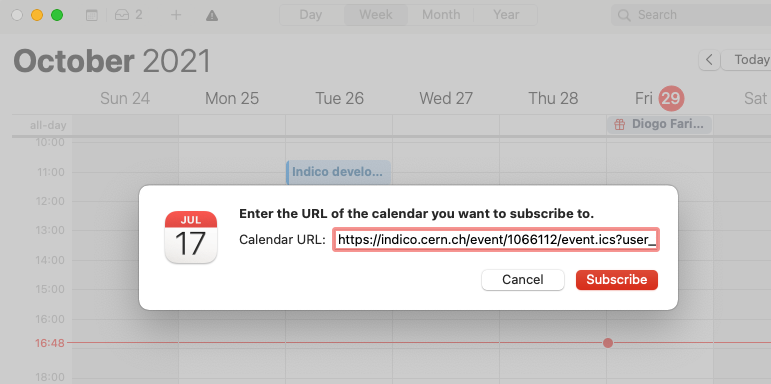 2
Day Week Month Year
Search
October 2021
Today
Sun 24 Mon 25 Tue 26 Wed 27 Thu 28 Fri 29 Sat
all-day
Diogo Fari...
10:00
11:00
Indico develo...
12:00
13:00
14:00
15:00
16:00
16:48
18:00
JUL
17
Enter the URL of the calendar you want to subscribe to.
Calendar URL: https://indico.cern.ch/event/1066112/event.ics?user_
Cancel Subscribe